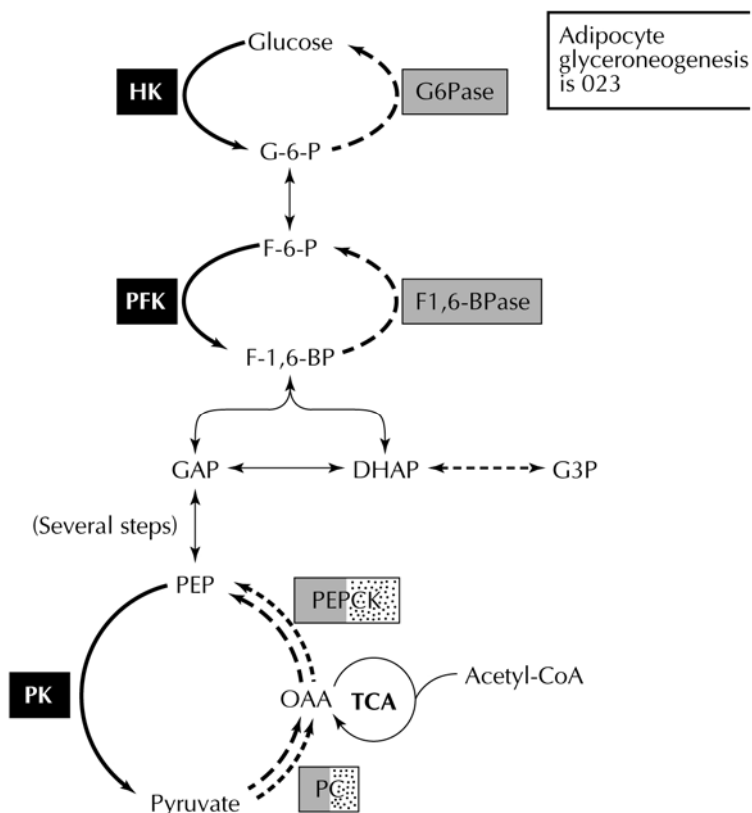 Adipocyte
glyceroneogenesis
is 023
Glucose
HK
G6Pase
G-6-P
F-6-P
PFK
F1,6-BPase
F-1,6-BP
GAP
DHAP
G3P
(Several steps)
PEP
PEPCK
PK
OAA
TCA
Acetyl-CoA
PC
Pyruvate